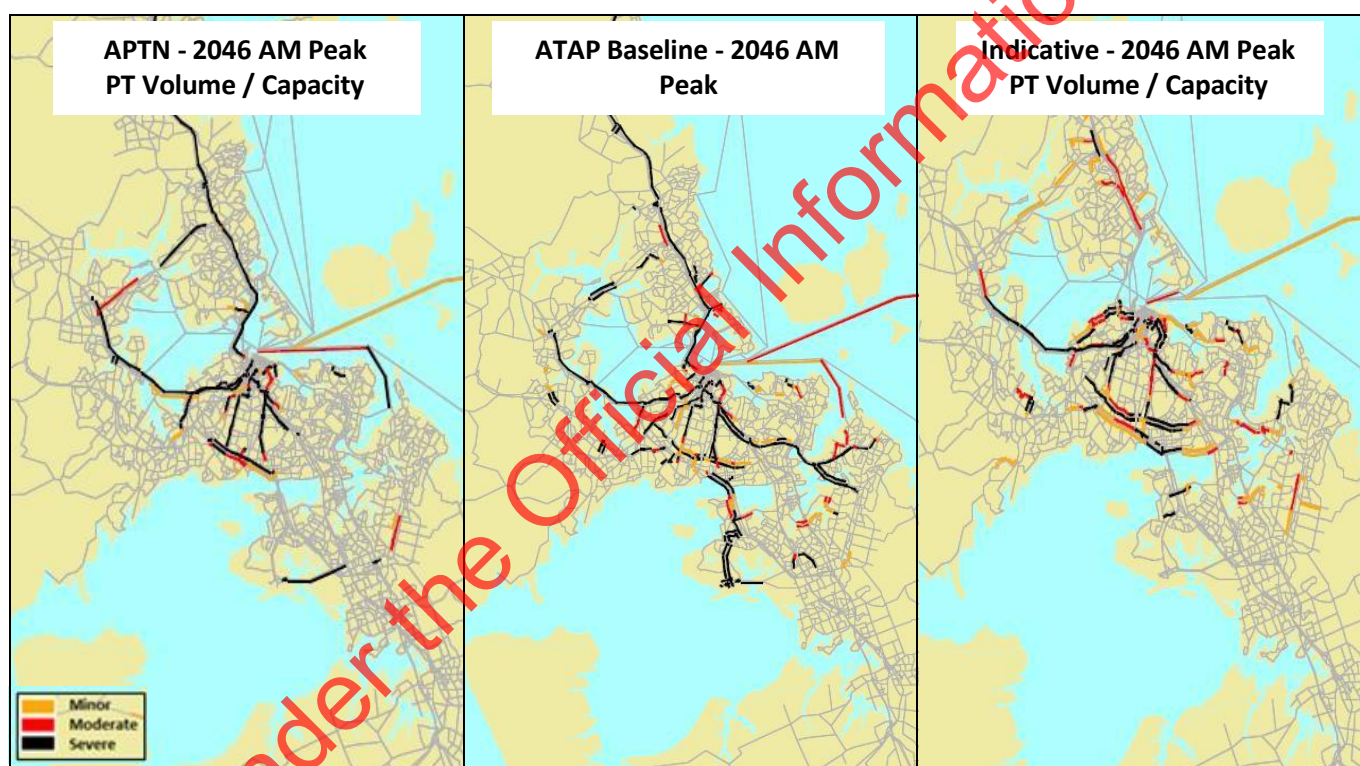 APTN - 2046 AM Peak
PT Volume / Capacity
ATAP Baseline - 2046 AM
Peak
Indicative - 2046 AM Peak
PT Volume / Capacity
Minor
Moderate
Severe
under the Official Informatio